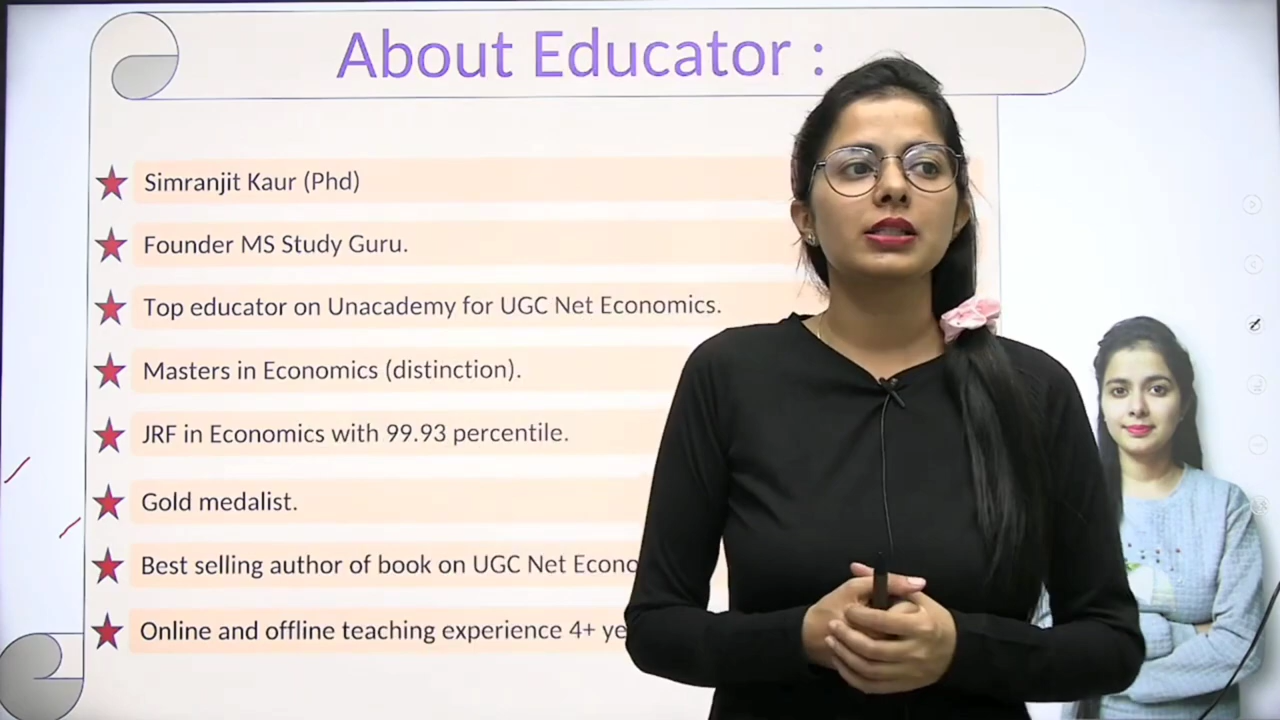 About Educator :
Simranjit Kaur (Phd)
Founder MS Study Guru.
Top educator on Unacademy for UGC Net Economics.
Masters in Economics (distinction).
JRF in Economics with 99.93 percentile.
Gold medalist.
Best selling author of book on UGC Net
Online and offline teaching experience 4+